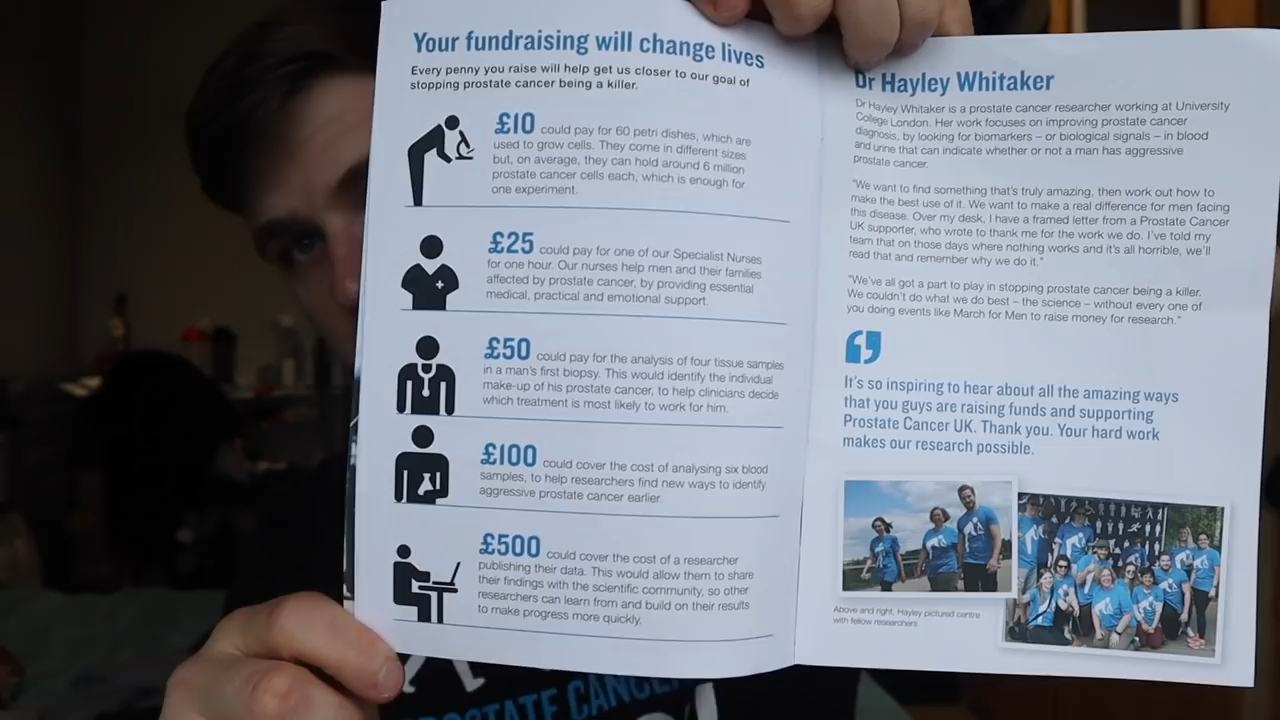 Your fundraising will change lives
Every penny you raise will help get us closer to our goal of
stopping prostate cancer being a killer.
£10 could pay for 60 petri dishes, which are
used to grow cells. They come in different sizes
but, on average, they can hold around 6 million
prostate cancer cells each, which is enough for
one experiment.
£25 could pay for one of our Specialist Nurses
for one hour. Our nurses help men and their families
affected by prostate cancer, by providing essential
medical, practical and emotional support.
£50 could pay for the analysis of four tissue samples
in a man's first biopsy. This would identify the individual
make-up of his prostate cancer, to help clinicians decide
which treatment is most likely to work for him.
£100 could cover the cost of analysing six blood
samples, to help researchers find new ways to identify
aggressive prostate cancer earlier.
£500 could cover the cost of a researcher
publishing their data. This would allow them to share
their findings with the scientific community, so other
researchers can learn from and build on their results
to make progress more quickly.
Dr Hayley Whitaker
Dr Hayley Whitaker is a prostate cancer researcher working at University
College London. Her work focuses on improving prostate cancer
diagnosis, by looking for biomarkers – or biological signals – in blood
and urine that can indicate whether or not a man has aggressive
prostate cancer.
"We want to find something that's truly amazing, then work out how to
make the best use of it. We want to make a real difference for men facing
this disease. Over my desk, I have a framed letter from a Prostate Cancer
UK supporter, who wrote to thank me for the work we do. I've told my
team that on those days where nothing works and it's all horrible, we'll
read that and remember why we do it."
"We've all got a part to play in stopping prostate cancer being a killer.
We couldn't do what we do best – the science – without every one of
you doing events like March for Men to raise money for research."
It's so inspiring to hear about all the amazing ways
that you guys are raising funds and supporting
Prostate Cancer UK. Thank you. Your hard work
makes our research possible.
Above and right, Hayley pictured centre
with fellow researchers
PROSTATE CANCER